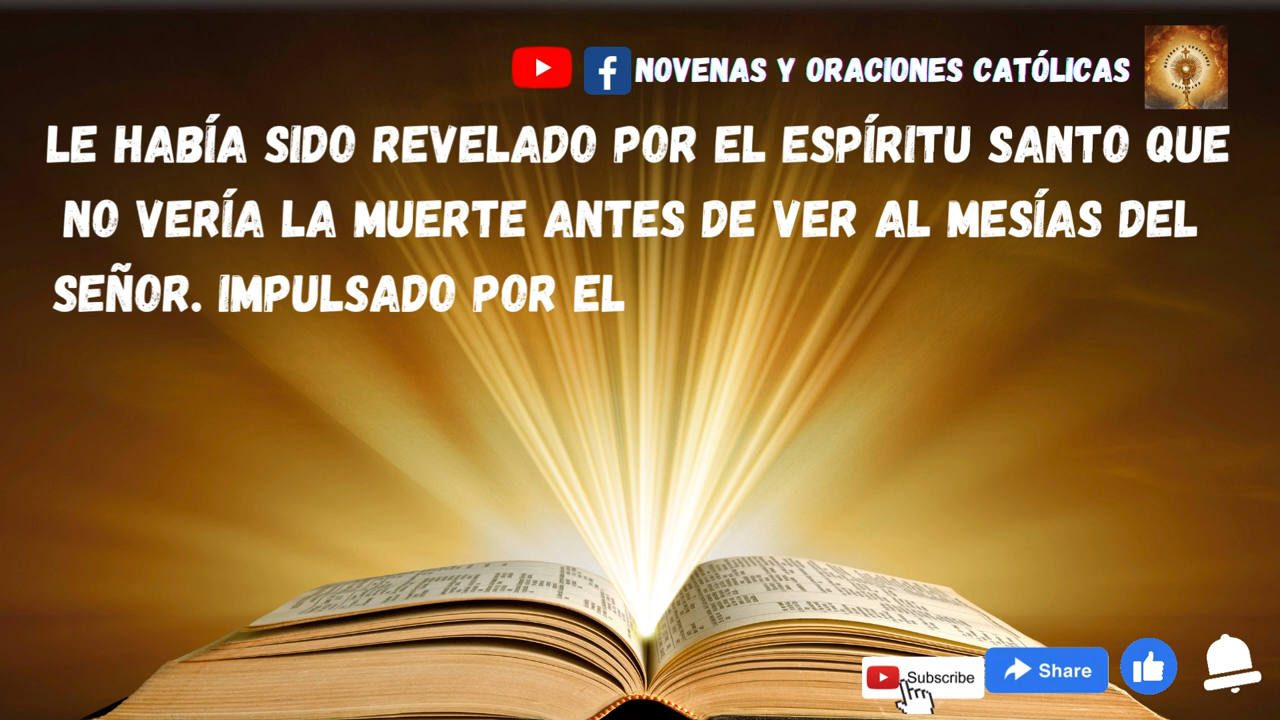 NOVENAS Y ORACIONES CATÓLICAS
LE HABÍA SIDO REVELADO POR EL ESPÍRITU SANTO QUE
NO VERÍA LA MUERTE ANTES DE VER AL MESÍAS DEL
SEÑOR. IMPULSADO POR EL
Subscribe
Share